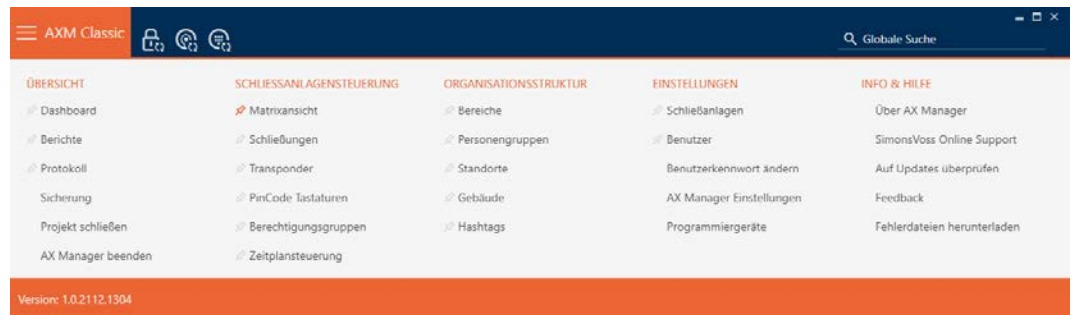 AXM Classic
Globale Suche
ÜBERSICHT
Dashboard
Berichte
Protokoll
Sicherung
Projekt schließen
AX Manager beenden
SCHLIESSANLAGENSTEUERUNG
Matrixansicht
Schließungen
Transponder
PinCode Tastaturen
Berechtigungsgruppen
Zeitplansteuerung
ORGANISATIONSSTRUKTUR
Bereiche
Personengruppen
Standorte
Gebäude
Hashtags
EINSTELLUNGEN
Schließanlagen
Benutzer
Benutzerkennwort ändern
AX Manager Einstellungen
Programmiergeräte
INFO & HILFE
Über AX Manager
SimonsVoss Online Support
Auf Updates überprüfen
Feedback
Fehlerdateien herunterladen
Version: 1.0.2112.1304